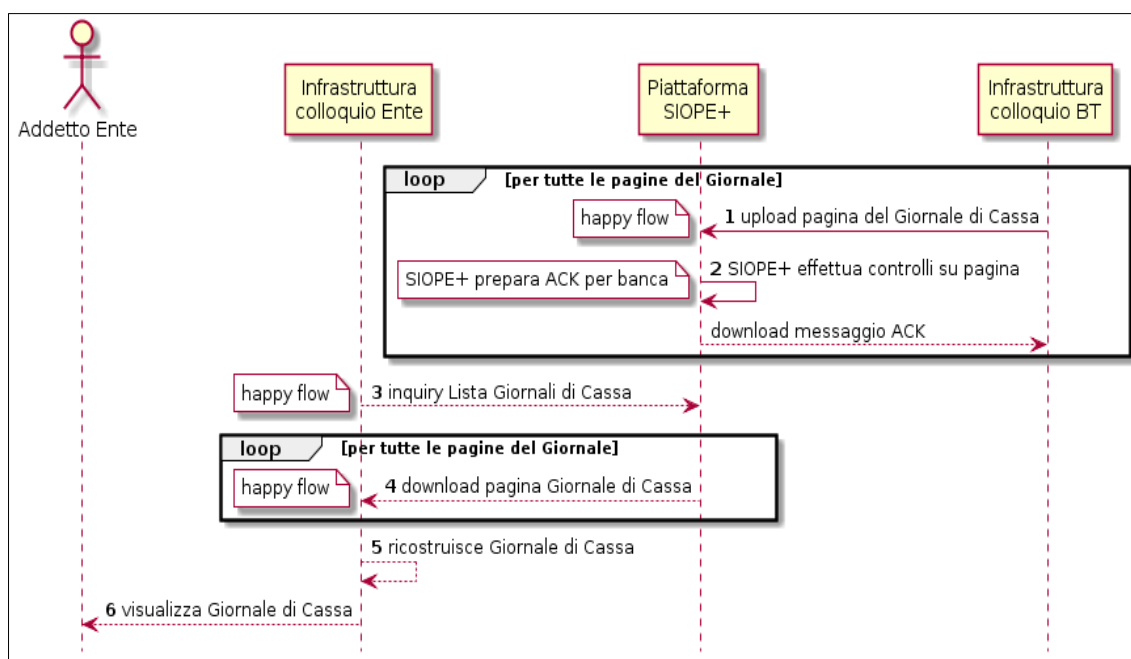 Addetto Ente
Infrastruttura
colloquio Ente
Piattaforma
SIOPE+
Infrastruttura
colloquio BT
loop [per tutte le pagine del Giornale]
happy flow
1 upload pagina del Giornale di Cassa
SIOPE+ prepara ACK per banca
2 SIOPE+ effettua controlli su pagina
download messaggio ACK
happy flow
3 inquiry Lista Giornali di Cassa
loop [per tutte le pagine del Giornale]
happy flow
4 download pagina Giornale di Cassa
5 ricostruisce Giornale di Cassa
6 visualizza Giornale di Cassa